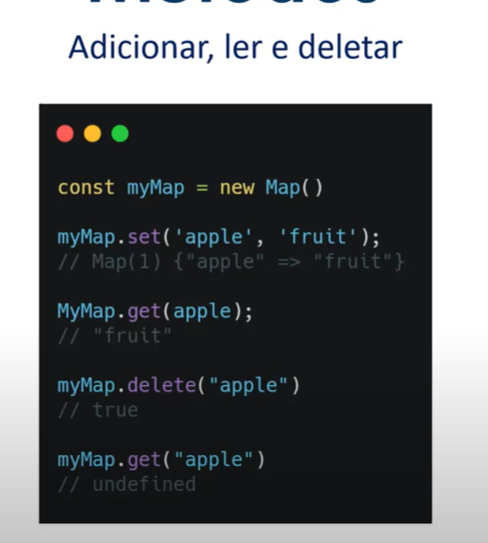 Adicionar, ler e deletar
const myMap = new Map()
myMap.set('apple', 'fruit');
// Map(1) {"apple" => "fruit"}
MyMap.get(apple);
// "fruit"
myMap.delete("apple")
// true
myMap.get("apple")
// undefined